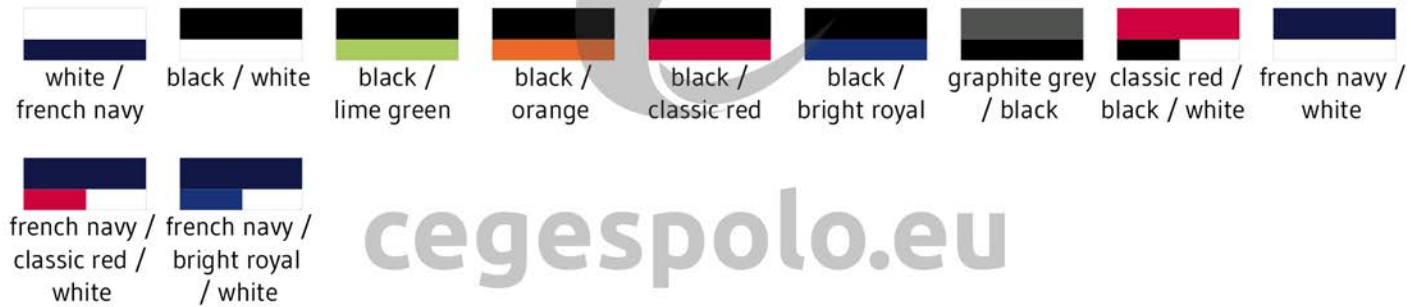 white /
french navy
black / white
black /
lime green
black /
orange
black /
classic red
black /
bright royal
graphite grey
/ black
classic red /
black / white
french navy /
white
french navy /
classic red /
white
french navy /
bright royal
/ white
cegespolo.eu